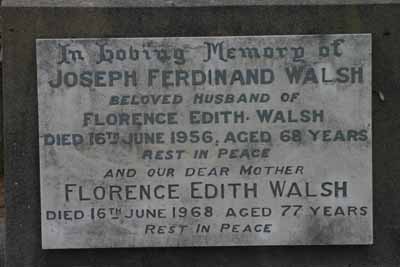 In Loving Memory of
JOSEPH FERDINAND WALSH
BELOVED HUSBAND OF
FLORENCE EDITH. WALSH
DIED 16TH JUNE 1956, AGED 68 YEARS
REST IN PEACE
AND OUR DEAR MOTHER
FLORENCE EDITH WALSH
DIED 16TH JUNE 1968 AGED 77 YEARS
REST IN PEACE